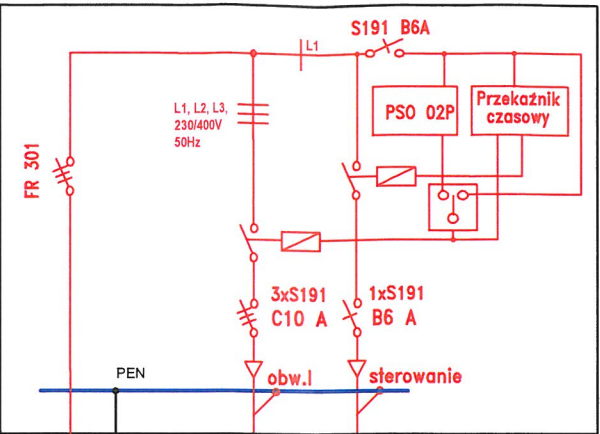 S191 B6A
L1
L1, L2, L3,
230/400V
50Hz
PSO 02P
Przekaźnik
czasowy
FR 301
3xS191
C10 A
1xS191
B6 A
PEN
obw.I
sterowanie